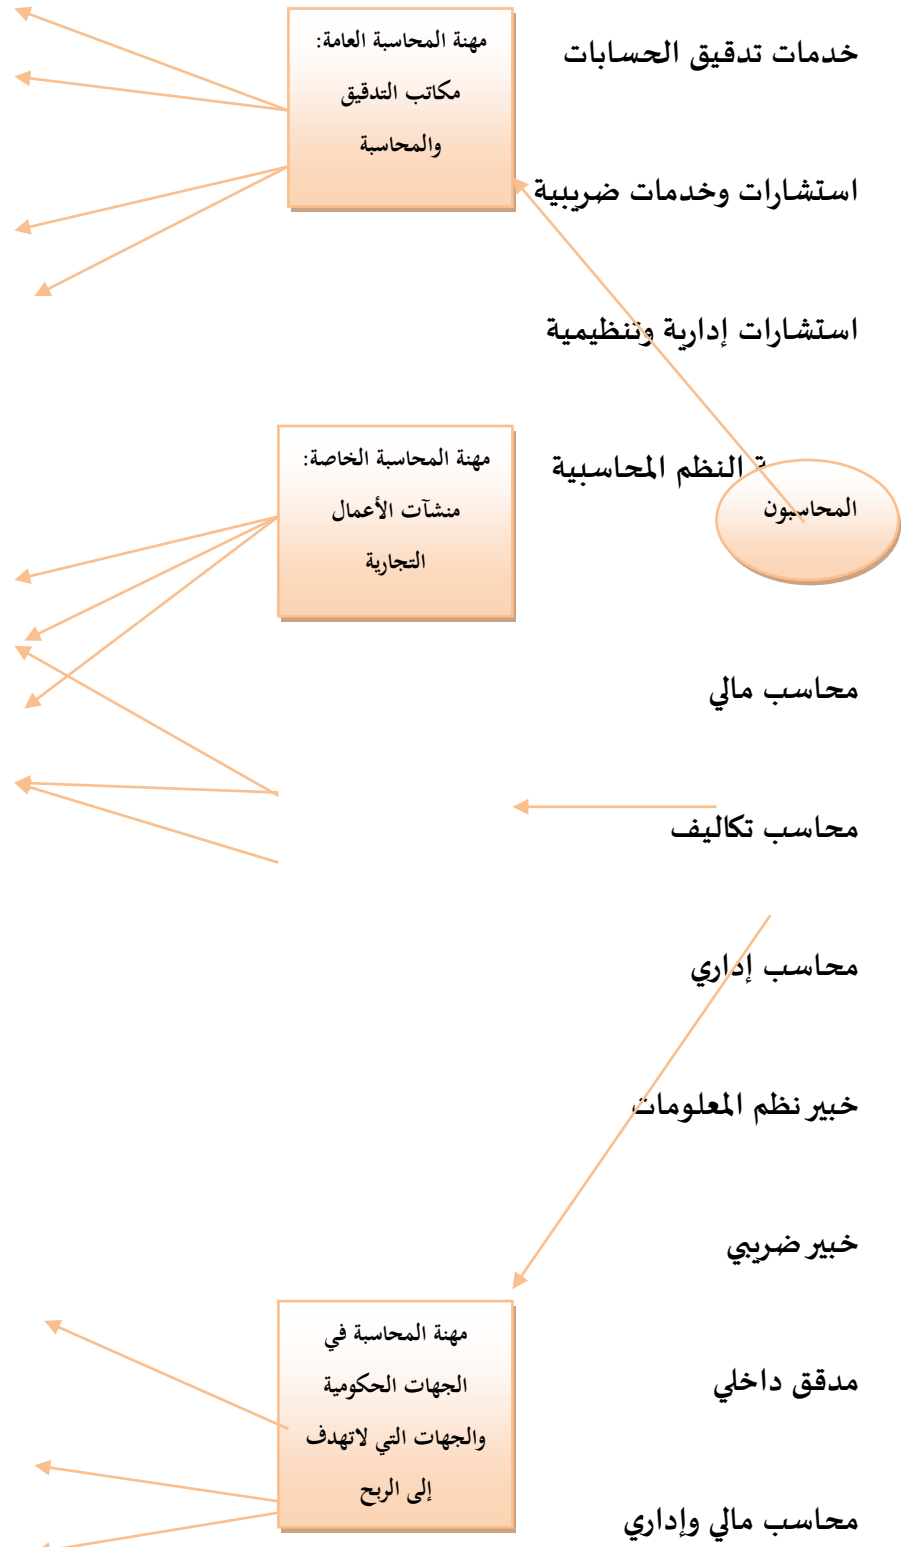 خدمات تدقيق الحسابات
مهنة المحاسبة العامة:
مكاتب التدقيق
والمحاسبة
استشارات وخدمات ضريبية
استشارات إدارية وتنظيمية
النظم المحاسبية
المحاسبون
مهنة المحاسبة الخاصة:
منشآت الأعمال
التجارية
محاسب مالي
محاسب تكاليف
محاسب إداري
خبير نظم المعلومات
خبير ضريبي
مهنة المحاسبة في
الجهات الحكومية
والجهات التي لاتهدف
إلى الربح
مدقق داخلي
محاسب مالي وإداري